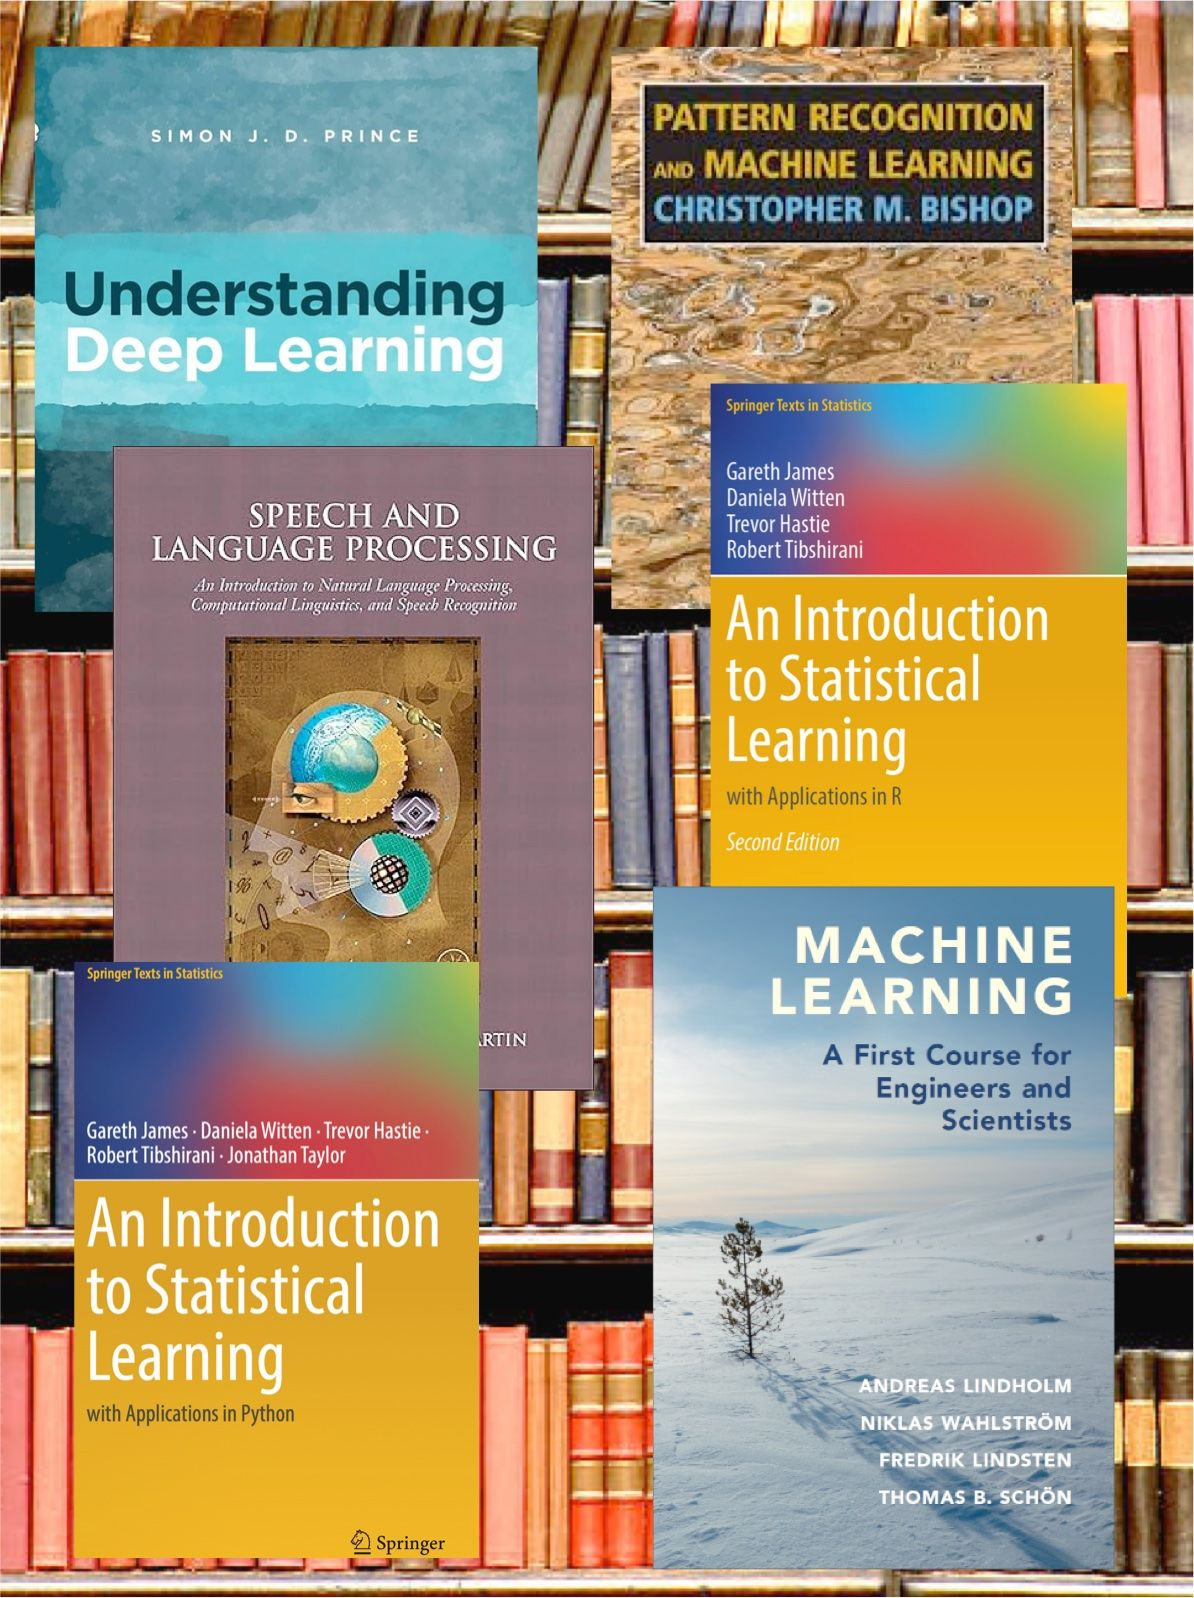 SIMON J. D. PRINCE
Understanding
Deep Learning
PATTERN RECOGNITION
AND MACHINE LEARNING
CHRISTOPHER M. BISHOP
SPEECH AND
LANGUAGE PROCESSING
An Introduction to Natural Language Processing,
Computational Linguistics, and Speech Recognition
ARTIN
Springer Texts in Statistics
Gareth James
Daniela Witten
Trevor Hastie
Robert Tibshirani
An Introduction
to Statistical
Learning
with Applications in R
Second Edition
Springer Texts in Statistics
Gareth James · Daniela Witten · Trevor Hastie ·
Robert Tibshirani · Jonathan Taylor
An Introduction
to Statistical
Learning
with Applications in Python
Springer
MACHINE
LEARNING
A First Course for
Engineers and
Scientists
ANDREAS LINDHOLM
NIKLAS WAHLSTRÖM
FREDRIK LINDSTEN
THOMAS B. SCHÖN